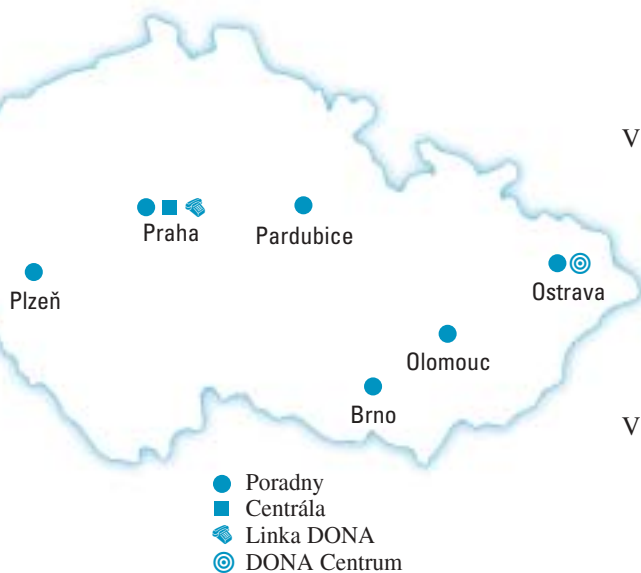 V
Praha
Pardubice
Plzeň
Ostrava
Olomouc
Brno
V
Poradny
Centrála
Linka DONA
DONA Centrum